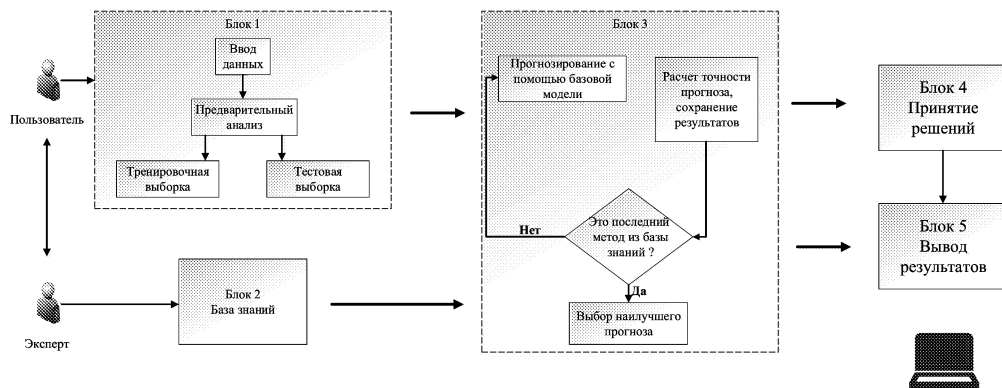 Блок 1
Ввод
данных
Предварительный
анализ
Тренировочная
выборка
Тестовая
выборка
Пользователь
Эксперт
Блок 2
База знаний
Блок 3
Прогнозирование с
помощью базовой
модели
Расчет точности
прогноза,
сохранение
результатов
Это последний
метод из базы
знаний ?
Нет
Да
Выбор наилучшего
прогноза
Блок 4
Принятие
решений
Блок 5
Вывод
результатов